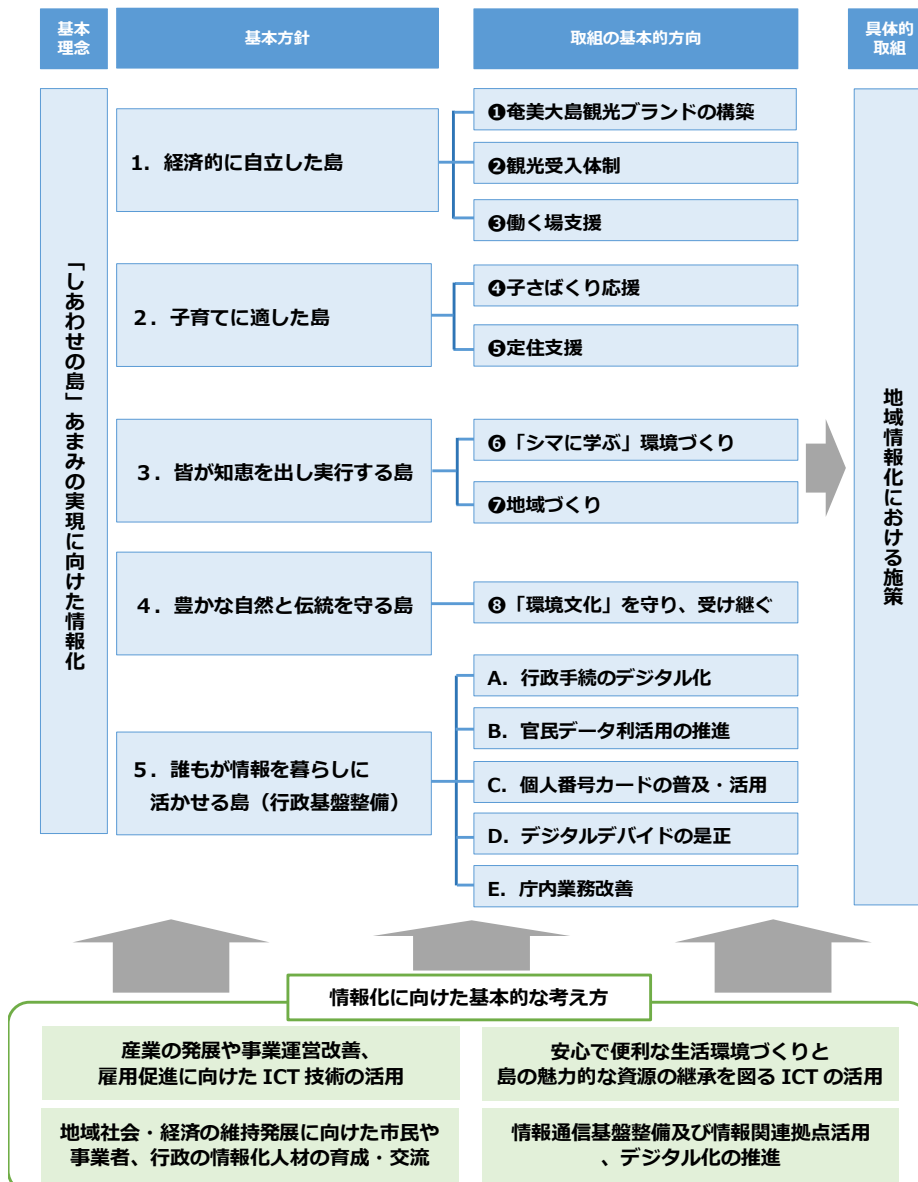 基本
理念
基本方針
取組の基本的方向
具体的
取組
「しあわせの島」あまみの実現に向けた情報化
1．経済的に自立した島
❶奄美大島観光ブランドの構築
❷観光受入体制
❸働く場支援
２．子育てに適した島
❹子さばくり応援
❺定住支援
３．皆が知恵を出し実行する島
❻「シマに学ぶ」環境づくり
❼地域づくり
４．豊かな自然と伝統を守る島
❽「環境文化」を守り、受け継ぐ
５．誰もが情報を暮らしに
活かせる島（行政基盤整備）
A．行政手続のデジタル化
B．官民データ利活用の推進
C．個人番号カードの普及・活用
D．デジタルデバイドの是正
E．庁内業務改善
地域情報化における施策
情報化に向けた基本的な考え方
産業の発展や事業運営改善、
雇用促進に向けた ICT 技術の活用
安心で便利な生活環境づくりと
島の魅力的な資源の継承を図る ICT の活用
地域社会・経済の維持発展に向けた市民や
事業者、行政の情報化人材の育成・交流
情報通信基盤整備及び情報関連拠点活用
、デジタル化の推進